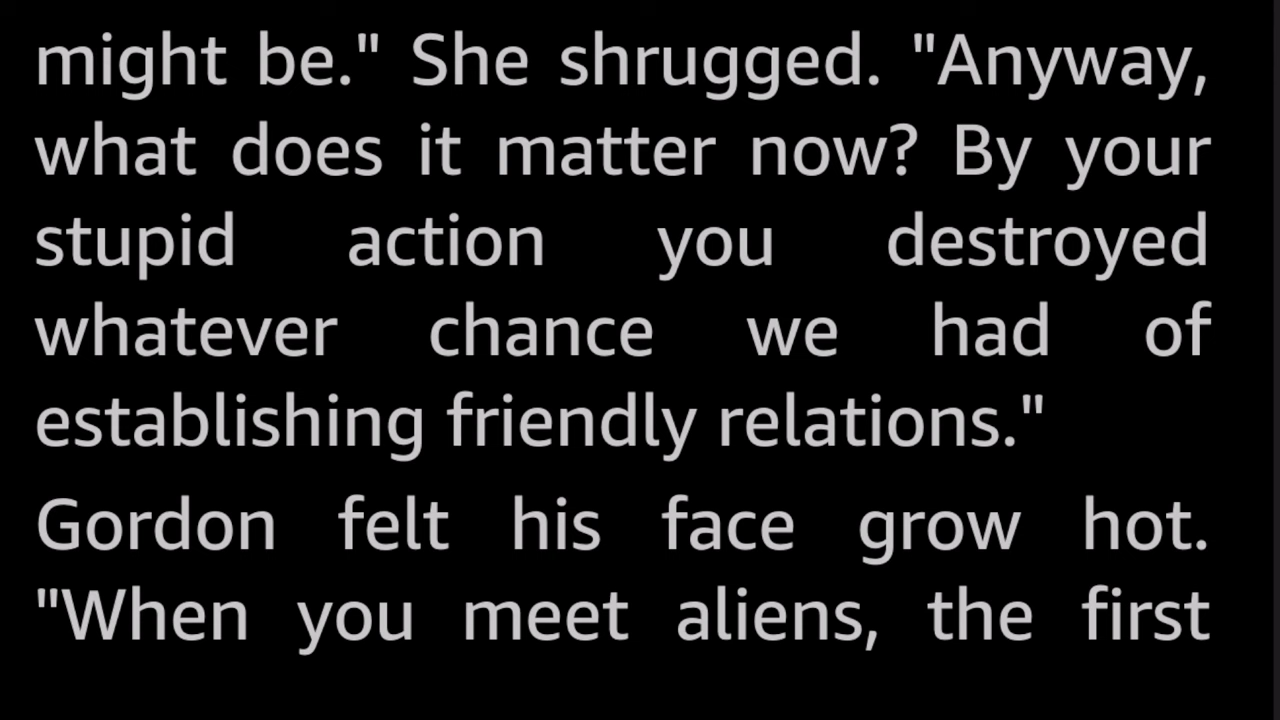 might be." She shrugged. "Anyway,
what does it matter now? By your
stupid action you destroyed
whatever chance we had of
establishing friendly relations."
Gordon felt his face grow hot.
"When you meet aliens, the first